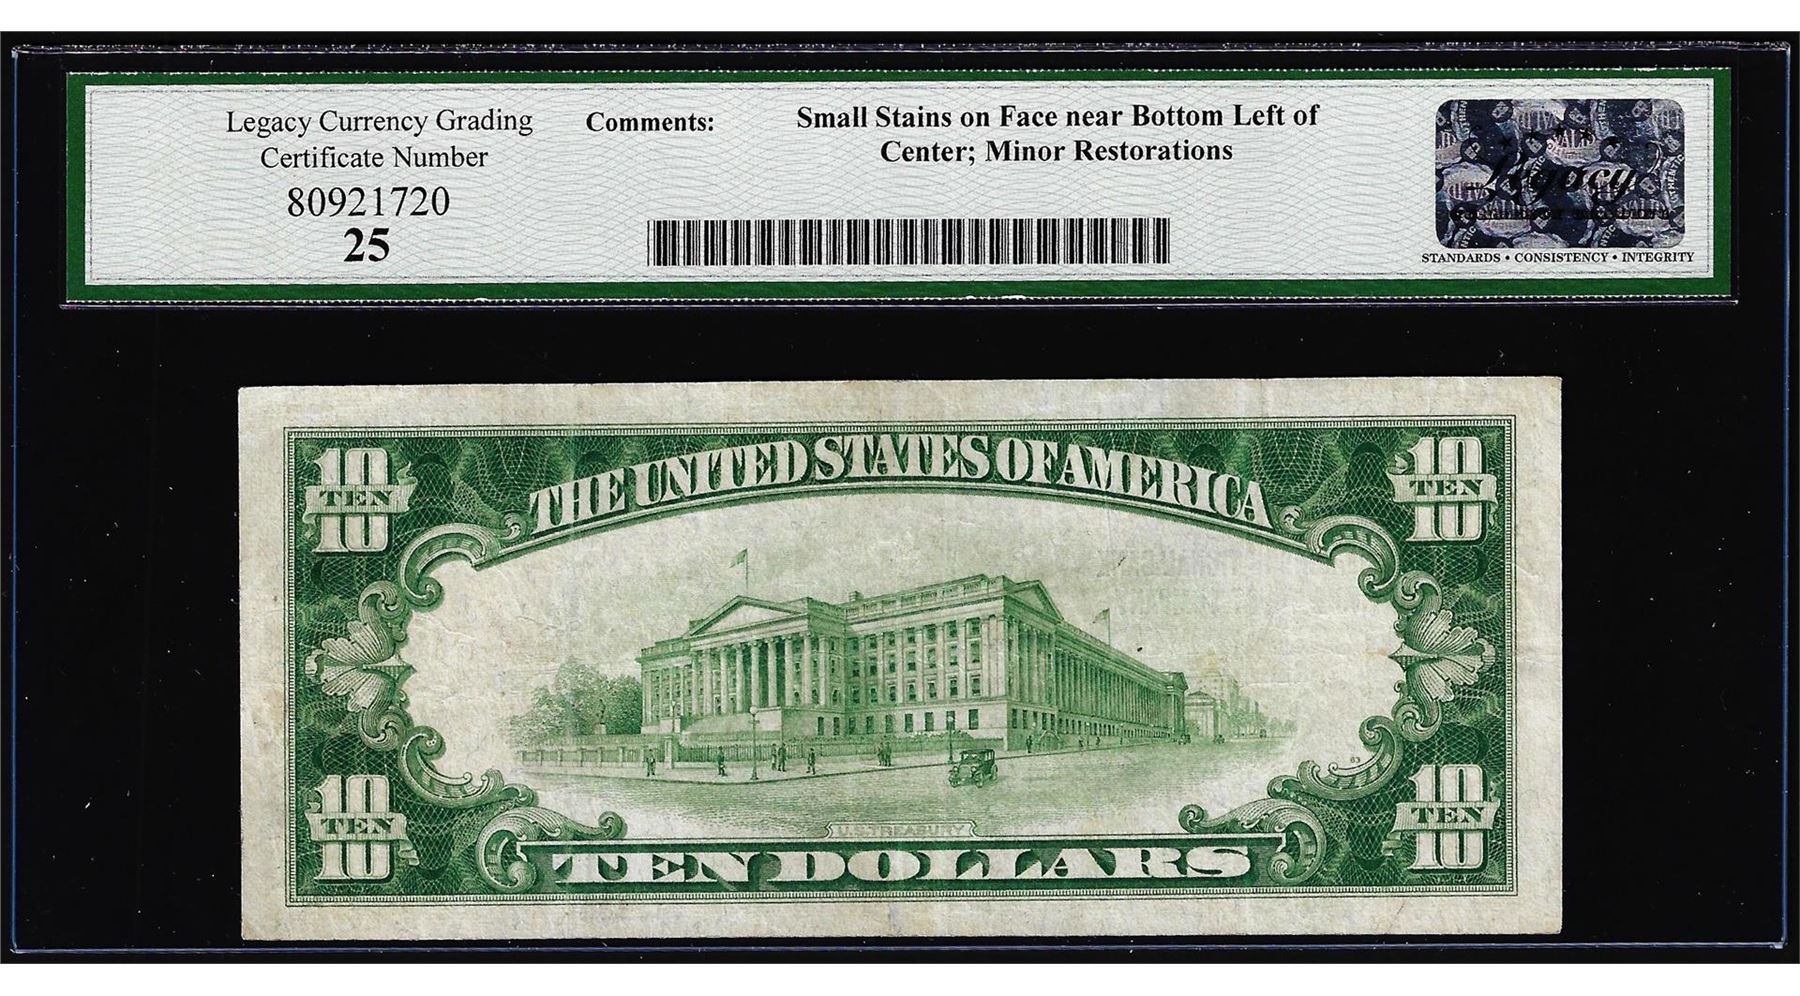 Legacy Currency Grading
Certificate Number
80921720
25
Comments:
Small Stains on Face near Bottom Left of
Center; Minor Restorations
Legacy
STANDARDS • CONSISTENCY • INTEGRITY
10
TEN
10
THE UNITED STATES OF AMERICA
10
TEN
10
63
10
TEN
10
U.S. TREASURY
TEN DOLLARS
10
TEN
10